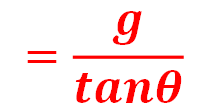 = g / tanθ